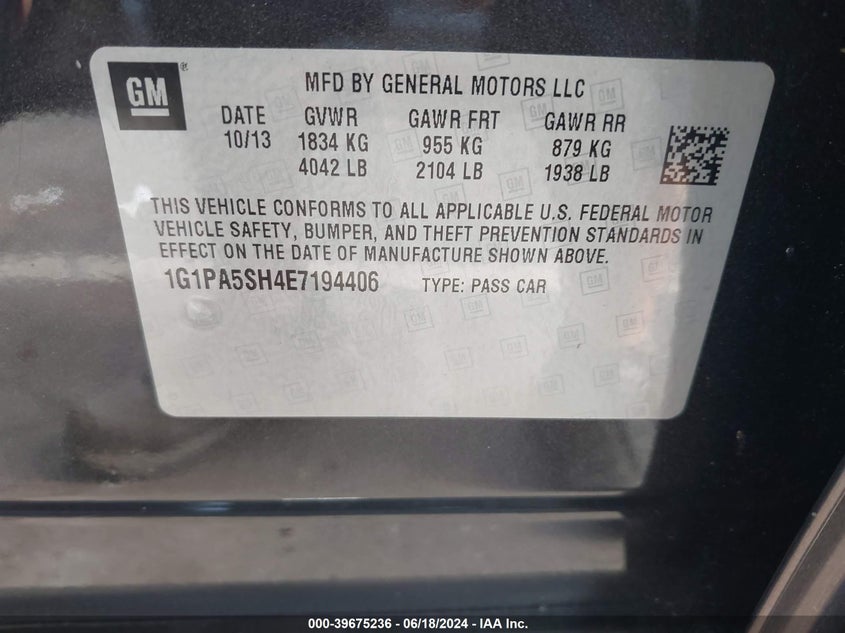 GM®
MFD BY GENERAL MOTORS LLC
DATE GVWR GAWR FRT GAWR RR
10/13 1834 KG 955 KG 879 KG
4042 LB 2104 LB 1938 LB
THIS VEHICLE CONFORMS TO ALL APPLICABLE U.S. FEDERAL MOTOR
VEHICLE SAFETY, BUMPER, AND THEFT PREVENTION STANDARDS IN
EFFECT ON THE DATE OF MANUFACTURE SHOWN ABOVE.
1G1PA5SH4E7194406 TYPE: PASS CAR
000-39675236 - 06/18/2024 - IAA Inc.